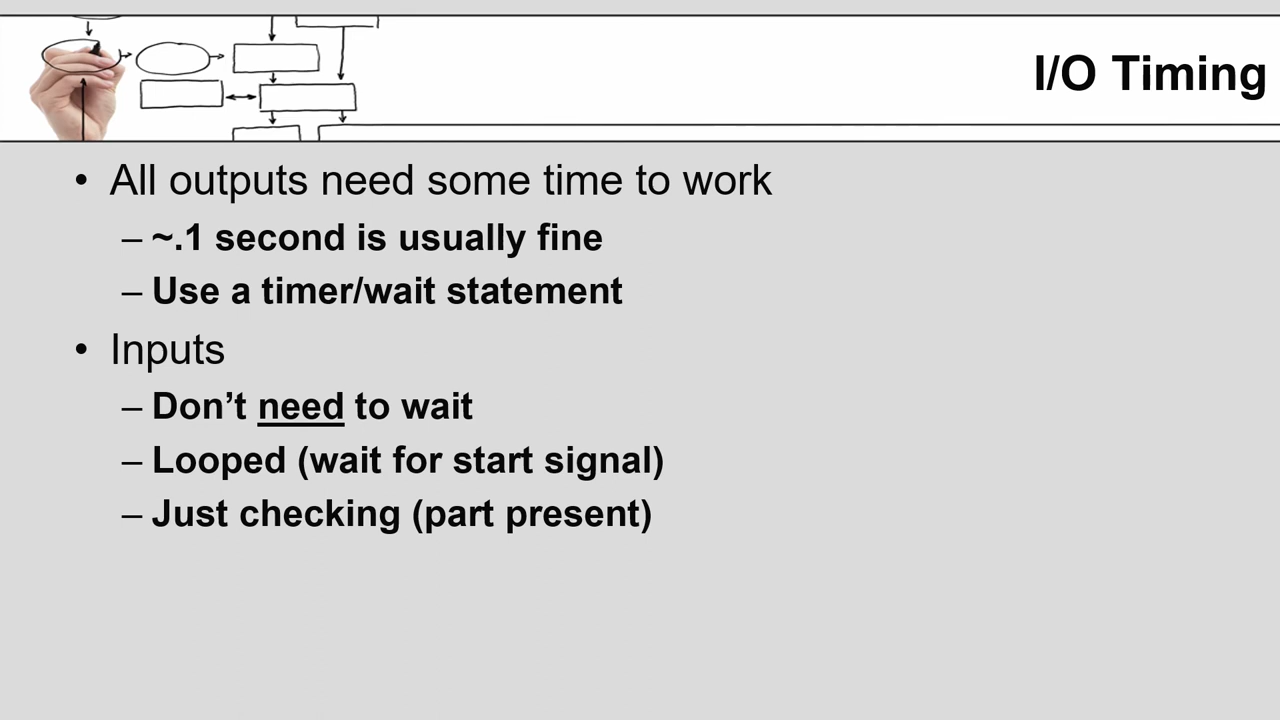 I/O Timing
• All outputs need some time to work
– ~.1 second is usually fine
– Use a timer/wait statement
• Inputs
– Don’t need to wait
– Looped (wait for start signal)
– Just checking (part present)